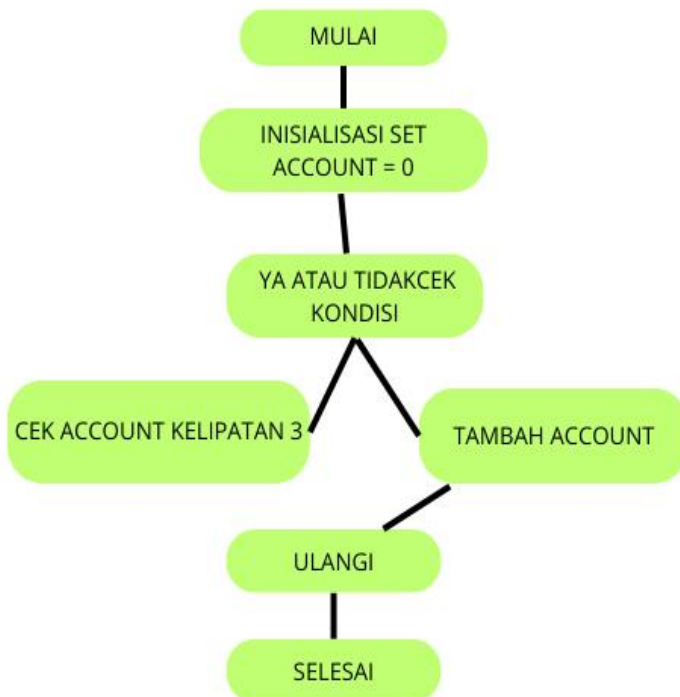 MULAI
INISIALISASI SET
ACCOUNT = 0
YA ATAU TIDAKCEK
KONDISI
CEK ACCOUNT KELIPATAN 3
TAMBAH ACCOUNT
ULANGI
SELESAI